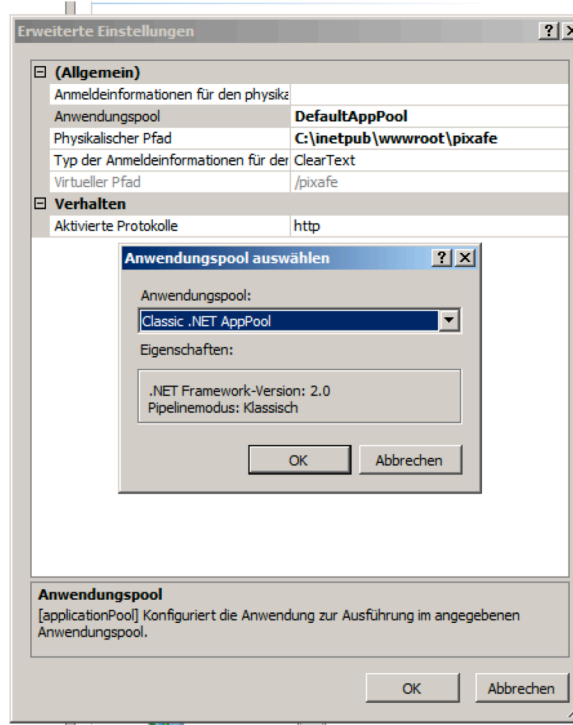 Erweiterte Einstellungen
(Allgemein)
Anmeldeinformationen für den physika
Anwendungspool DefaultAppPool
Physikalischer Pfad C:\inetpub\wwwroot\pixafe
Typ der Anmeldeinformationen für der ClearText
Virtueller Pfad /pixafe
Verhalten
Aktivierte Protokolle http
Anwendungspool auswählen
Anwendungspool:
Classic .NET AppPool
Eigenschaften:
.NET Framework-Version: 2.0
Pipelinemodus: Klassisch
OK Abbrechen
Anwendungspool
[applicationPool] Konfiguriert die Anwendung zur Ausführung im angegebenen
Anwendungspool.
OK Abbrechen